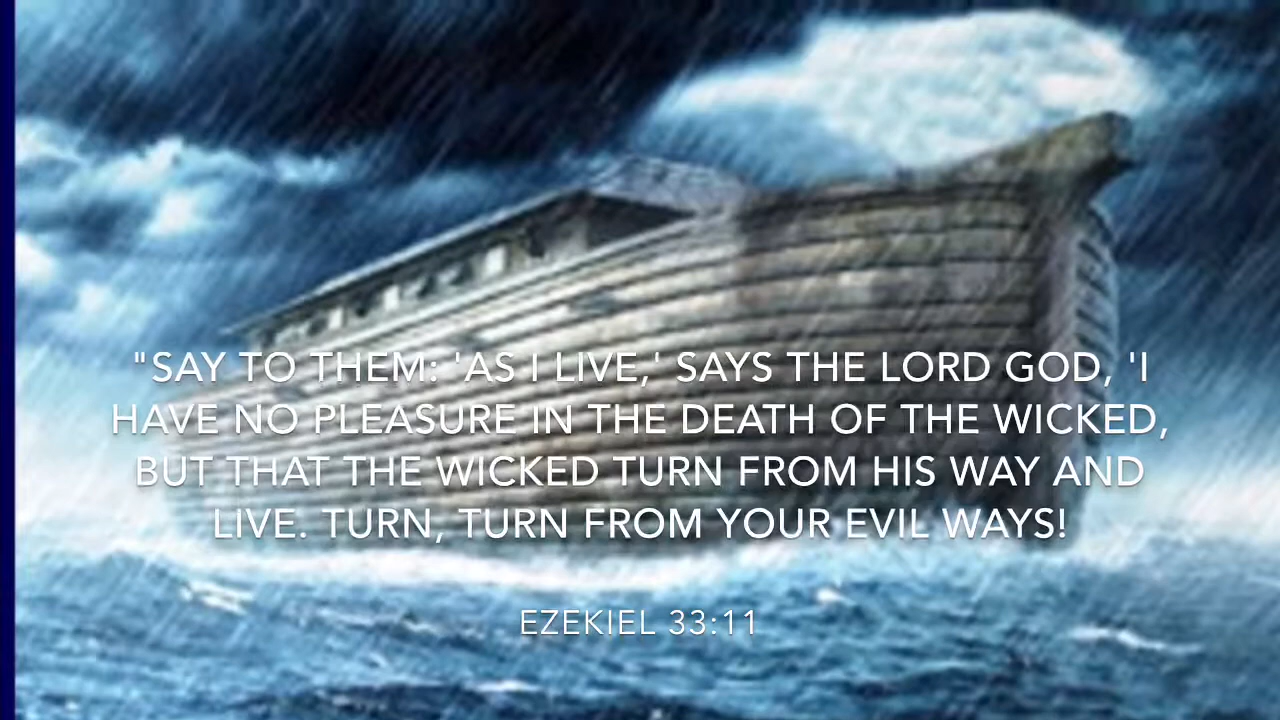 "SAY TO THEM: 'AS I LIVE,' SAYS THE LORD GOD, 'I
HAVE NO PLEASURE IN THE DEATH OF THE WICKED,
BUT THAT THE WICKED TURN FROM HIS WAY AND
LIVE. TURN, TURN FROM YOUR EVIL WAYS!
EZEKIEL 33:11